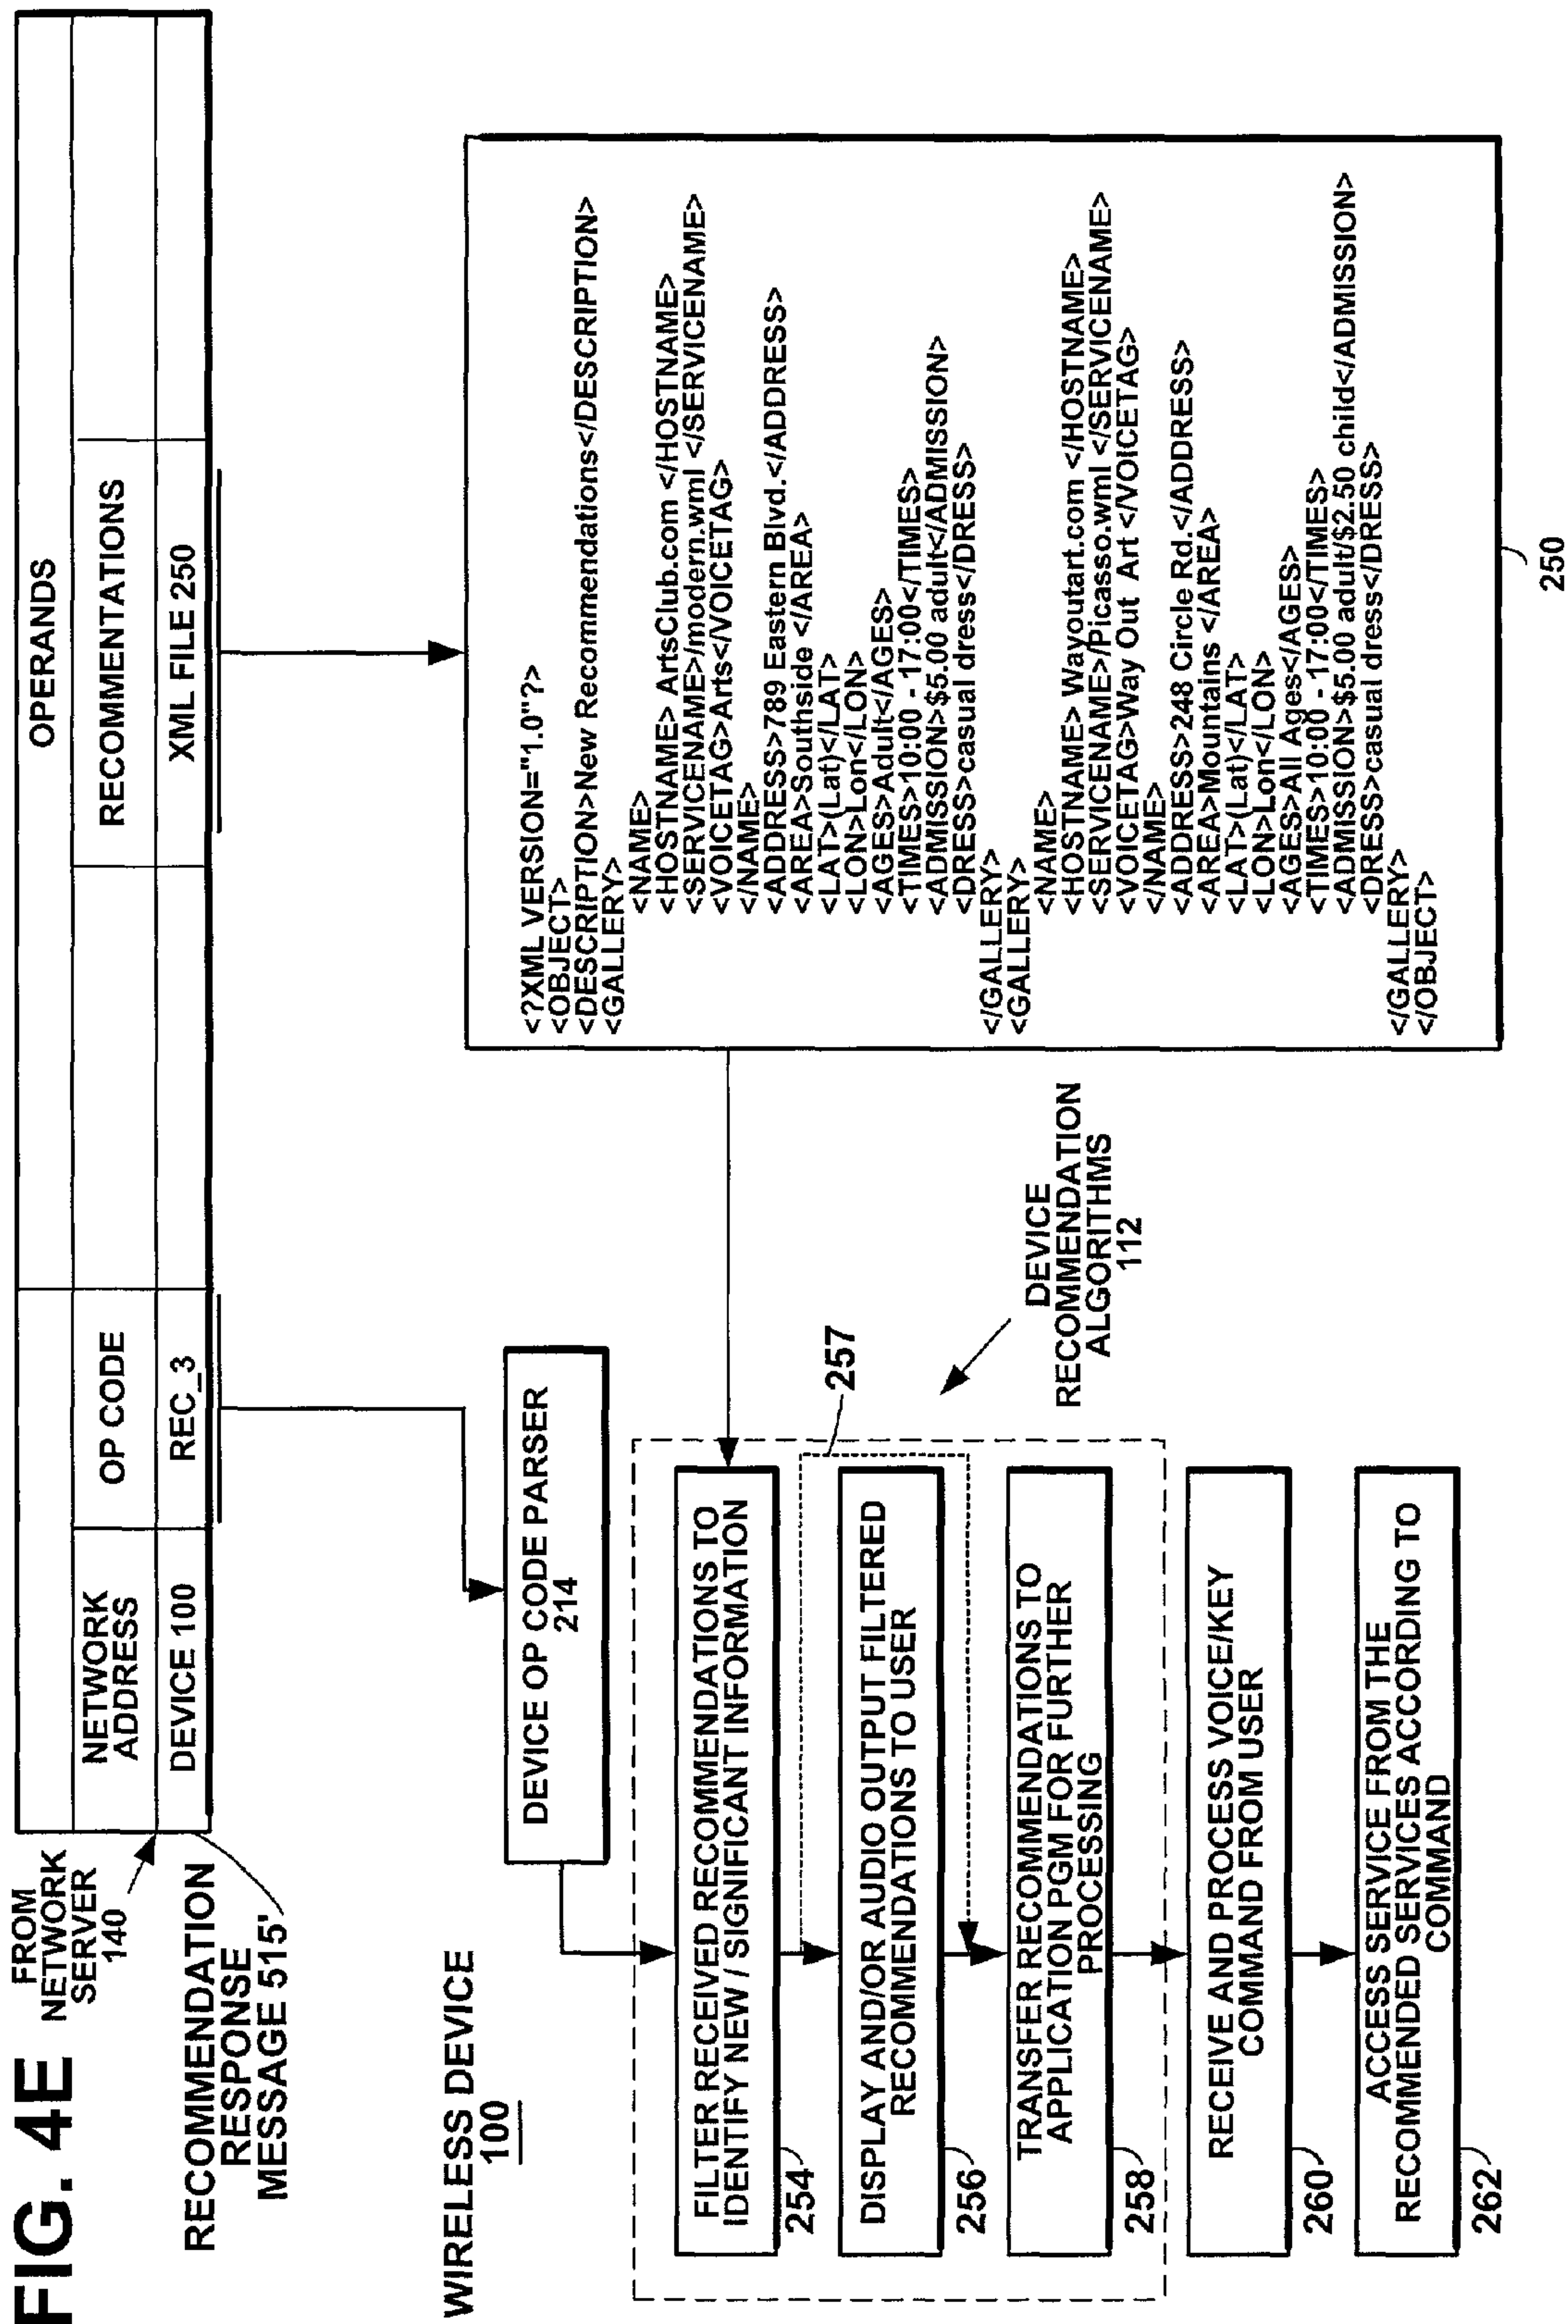 FIG. 4E
FROM
NETWORK
SERVER
140
RECOMMENDATION
RESPONSE
MESSAGE 515'
OPERANDS
NETWORK
ADDRESS
OP CODE
RECOMMENTATIONS
DEVICE 100
REC_3
XML FILE 250
WIRELESS DEVICE
100
DEVICE OP CODE PARSER
214
FILTER RECEIVED RECOMMENDATIONS TO
IDENTIFY NEW / SIGNIFICANT INFORMATION
254
DISPLAY AND/OR AUDIO OUTPUT FILTERED
RECOMMENDATIONS TO USER
256
257
TRANSFER RECOMMENDATIONS TO
APPLICATION PGM FOR FURTHER
PROCESSING
258
RECEIVE AND PROCESS VOICE/KEY
COMMAND FROM USER
260
ACCESS SERVICE FROM THE
RECOMMENDED SERVICES ACCORDING TO
COMMAND
262
DEVICE
RECOMMENDATION
ALGORITHMS
112
<?XML VERSION="1.0"?>
<OBJECT>
<DESCRIPTION>New Recommendations</DESCRIPTION>
<GALLERY>
<NAME>
<HOSTNAME> ArtsClub.com </HOSTNAME>
<SERVICENAME>/modern.wml </SERVICENAME>
<VOICETAG>Arts</VOICETAG>
</NAME>
<ADDRESS>789 Eastern Blvd.</ADDRESS>
<AREA>Southside </AREA>
<LAT>(Lat)</LAT>
<LON>Lon</LON>
<AGES>Adult</AGES>
<TIMES>10:00 - 17:00</TIMES>
<ADMISSION>$5.00 adult</ADMISSION>
<DRESS>casual dress</DRESS>
</GALLERY>
<GALLERY>
<NAME>
<HOSTNAME> Wayoutart.com </HOSTNAME>
<SERVICENAME>/Picasso.wml </SERVICENAME>
<VOICETAG>Way Out Art </VOICETAG>
</NAME>
<ADDRESS>248 Circle Rd.</ADDRESS>
<AREA>Mountains </AREA>
<LAT>(Lat)</LAT>
<LON>Lon</LON>
<AGES>All Ages</AGES>
<TIMES>10:00 - 17:00</TIMES>
<ADMISSION>$5.00 adult/$2.50 child</ADMISSION>
<DRESS>casual dress</DRESS>
</GALLERY>
</OBJECT>
250